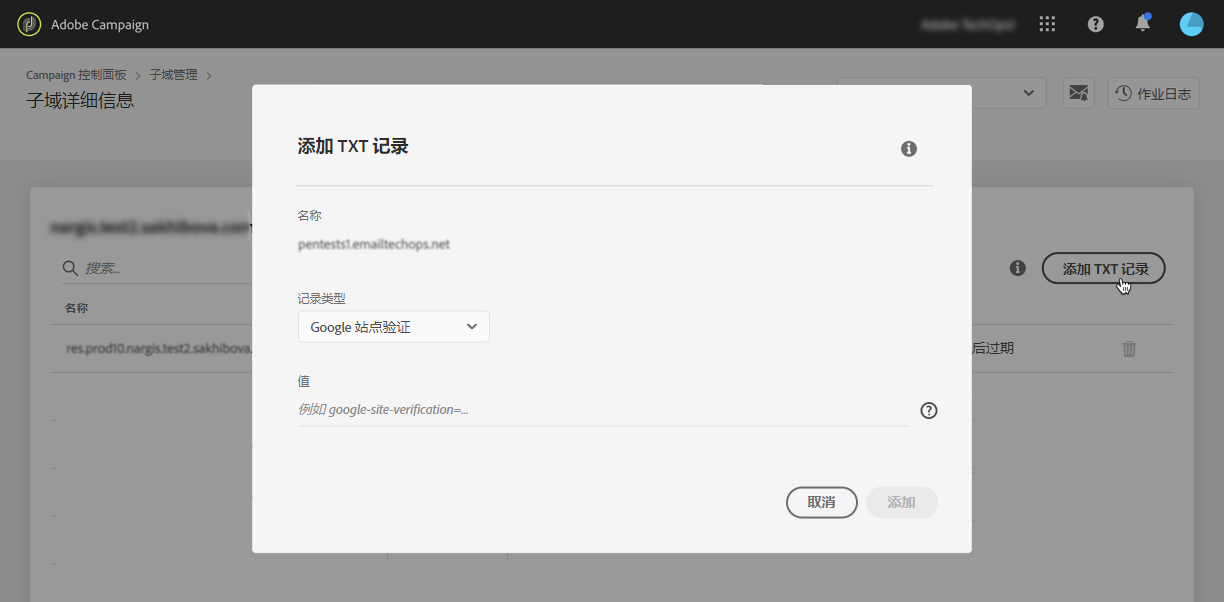 Adobe Campaign
Adobe TechOps
Campaign 控制面板 > 子域管理 >
子域详细信息
作业日志
添加 TXT 记录
名称
pentests1.emailtechops.net
nargis.test2.sakhibova.com
搜索..
添加 TXT 记录
名称
记录类型
Google 站点验证
res.prod10.nargis.test2.sakhibova.
后过期
值
例如 google-site-verification=...
取消
添加